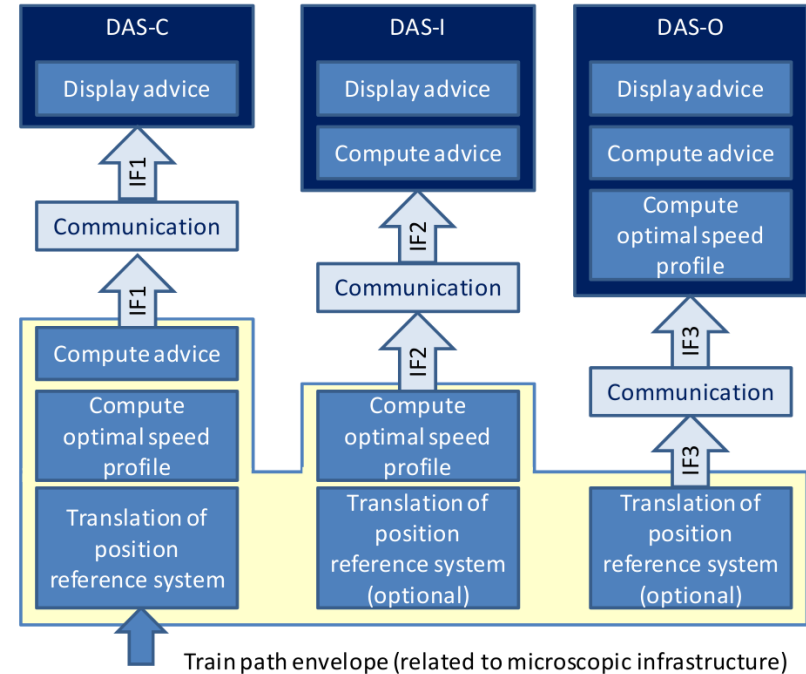 DAS-C
Display advice
IF1
Communication
IF1
Compute advice
Compute
optimal speed
profile
Translation of
position
reference system
DAS-I
Display advice
Compute advice
IF2
Communication
IF2
Compute
optimal speed
profile
Translation of
position
reference system
(optional)
DAS-O
Display advice
Compute advice
Compute
optimal speed
profile
IF3
Communication
IF3
Translation of
position
reference system
(optional)
Train path envelope (related to microscopic infrastructure)